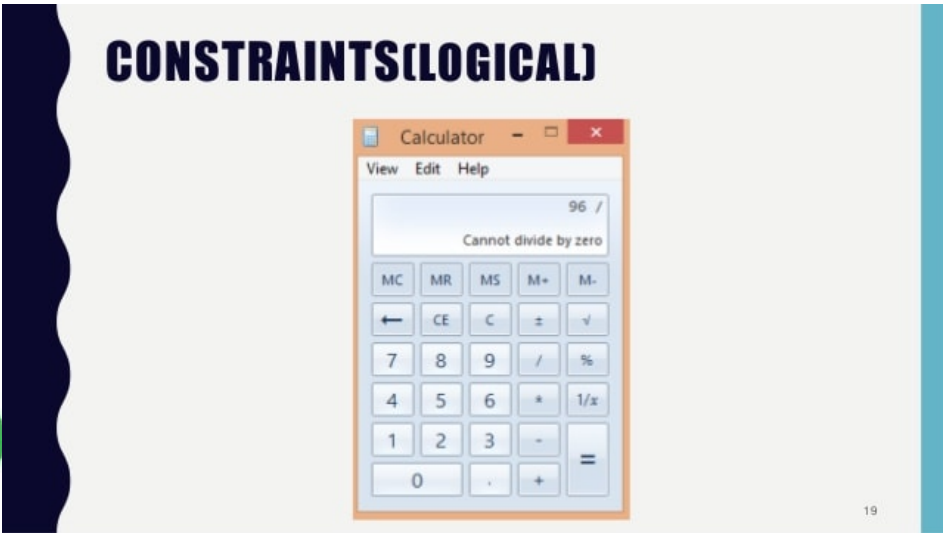 CONSTRAINTS(LOGICAL)
Calculator
View Edit Help
96 /
Cannot divide by zero
MC MR MS M+ M-
← CE C ± √
7 8 9 / %
4 5 6 * 1/x
1 2 3 - =
0 , +
19